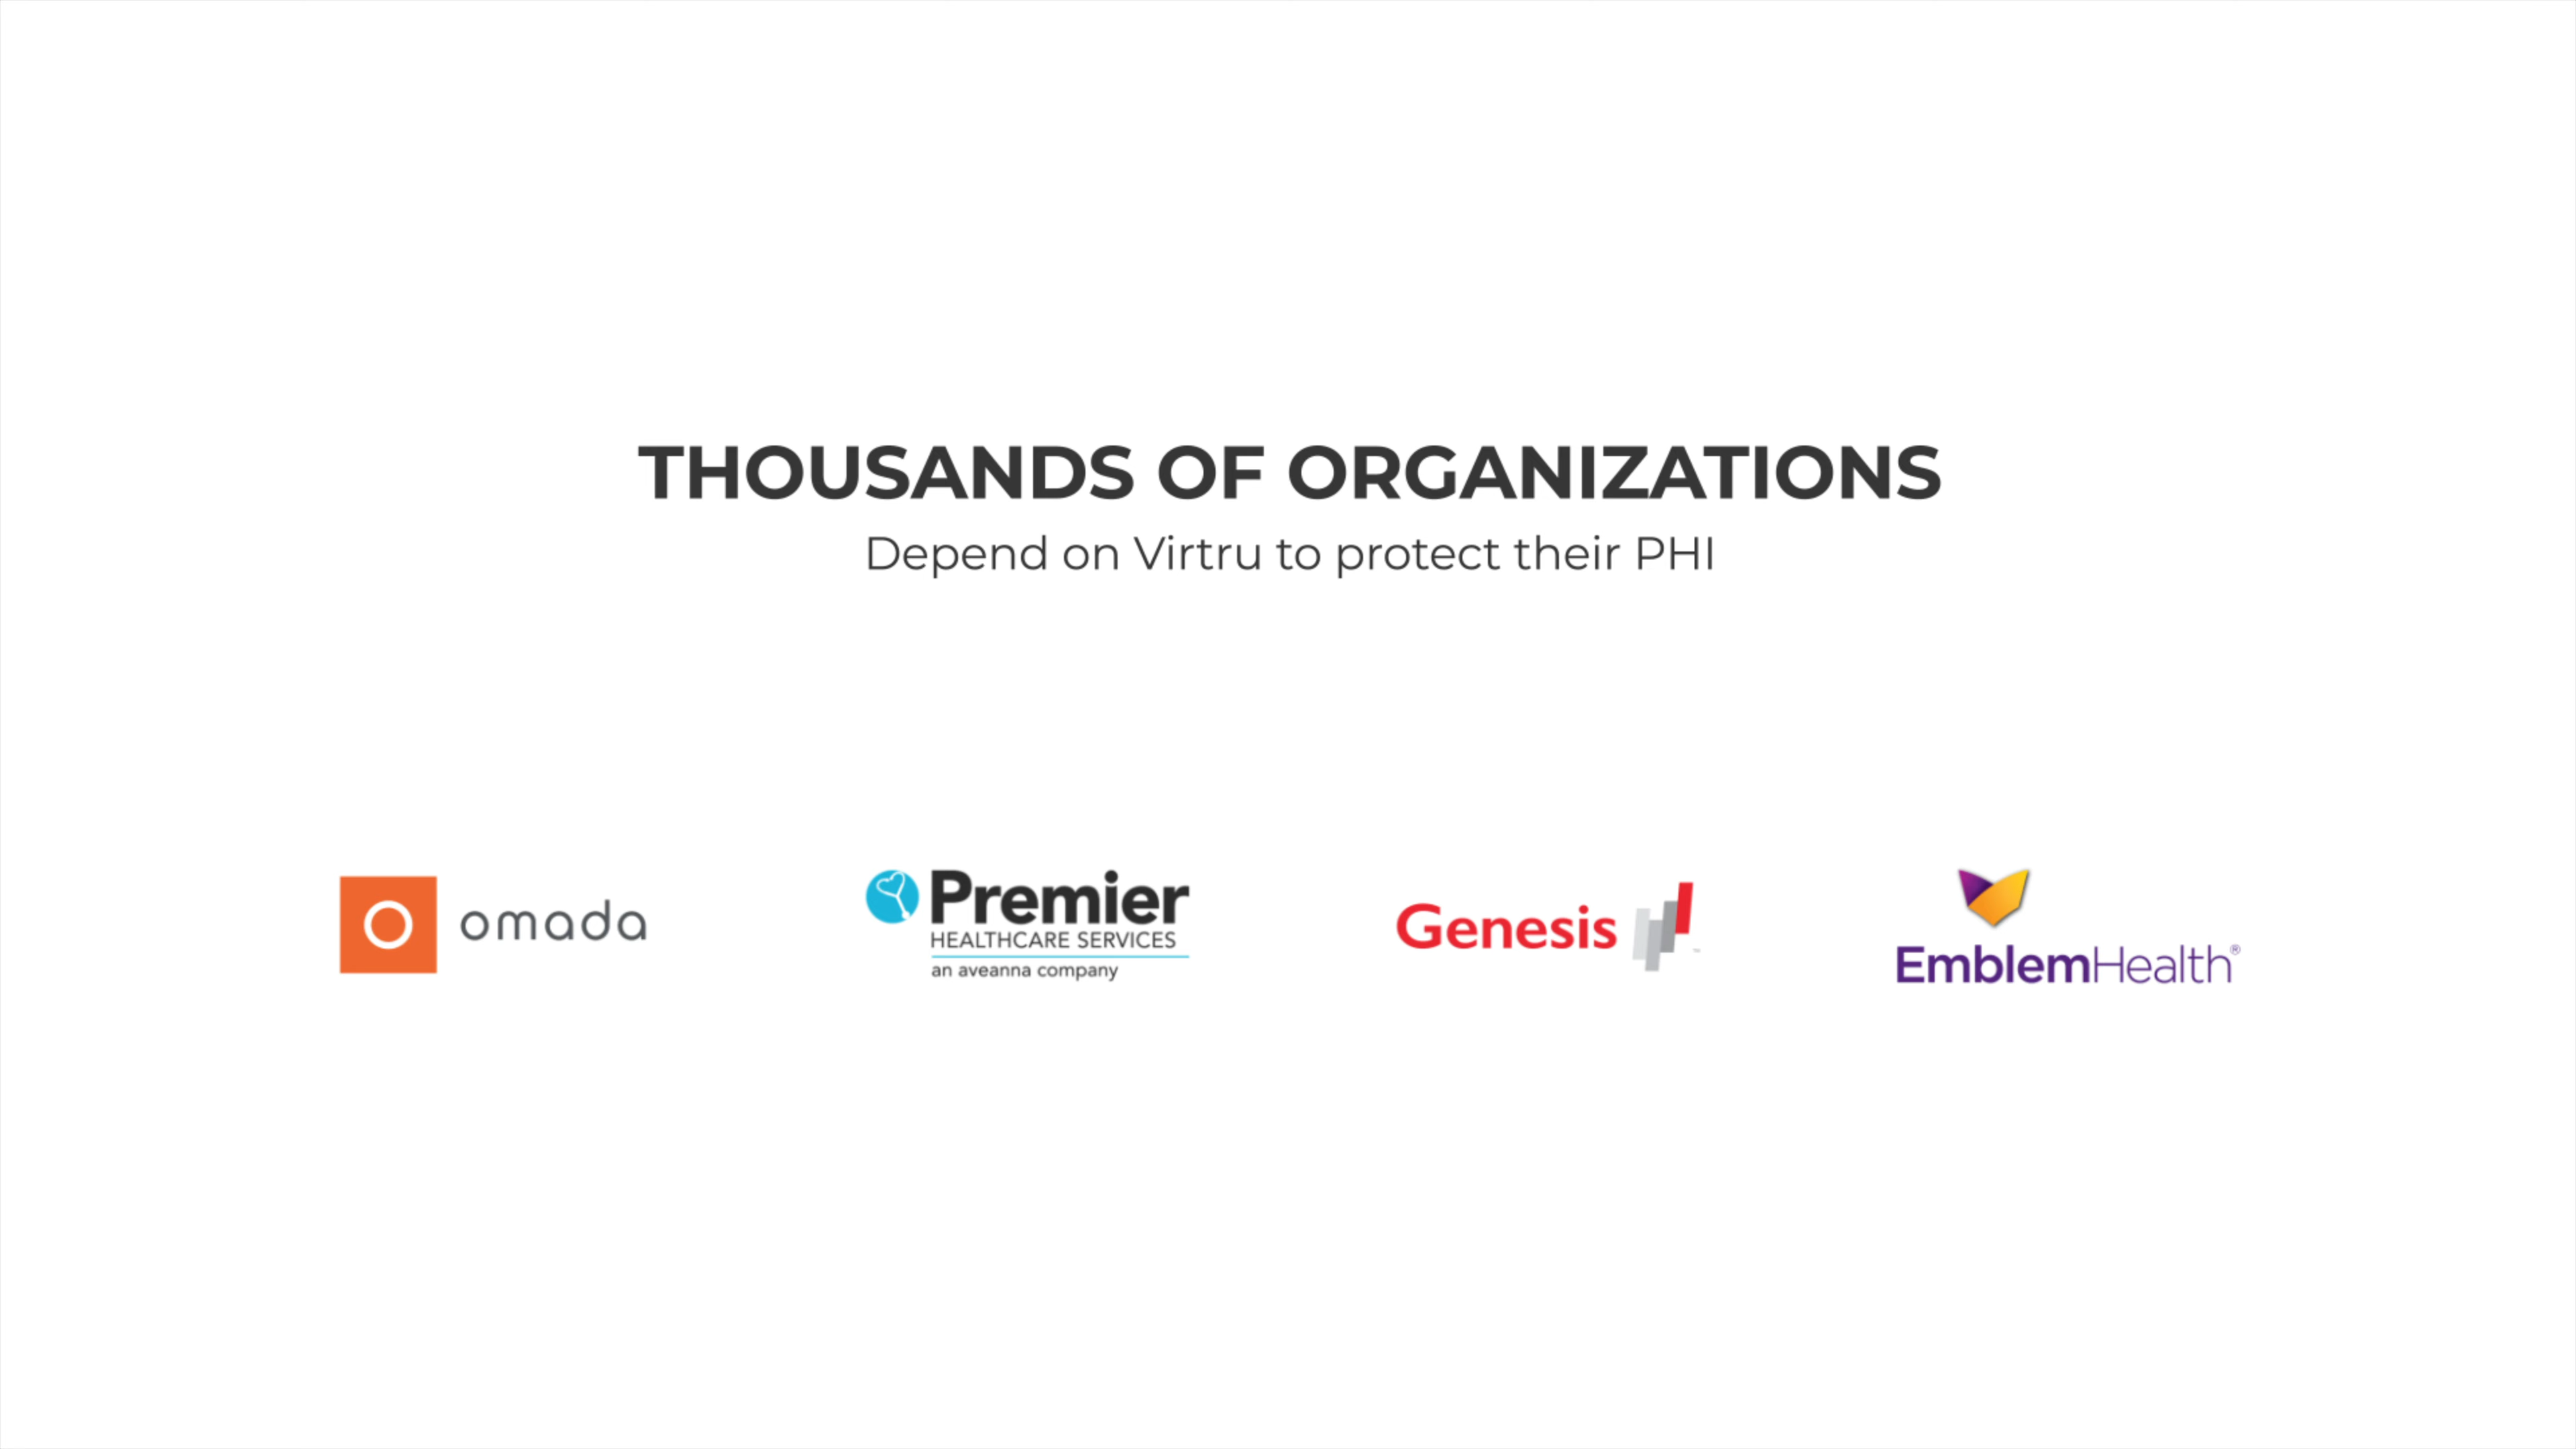 THOUSANDS OF ORGANIZATIONS
Depend on Virtru to protect their PHI
omada
Premier
HEALTHCARE SERVICES
an aveanna company
Genesis
EmblemHealth®